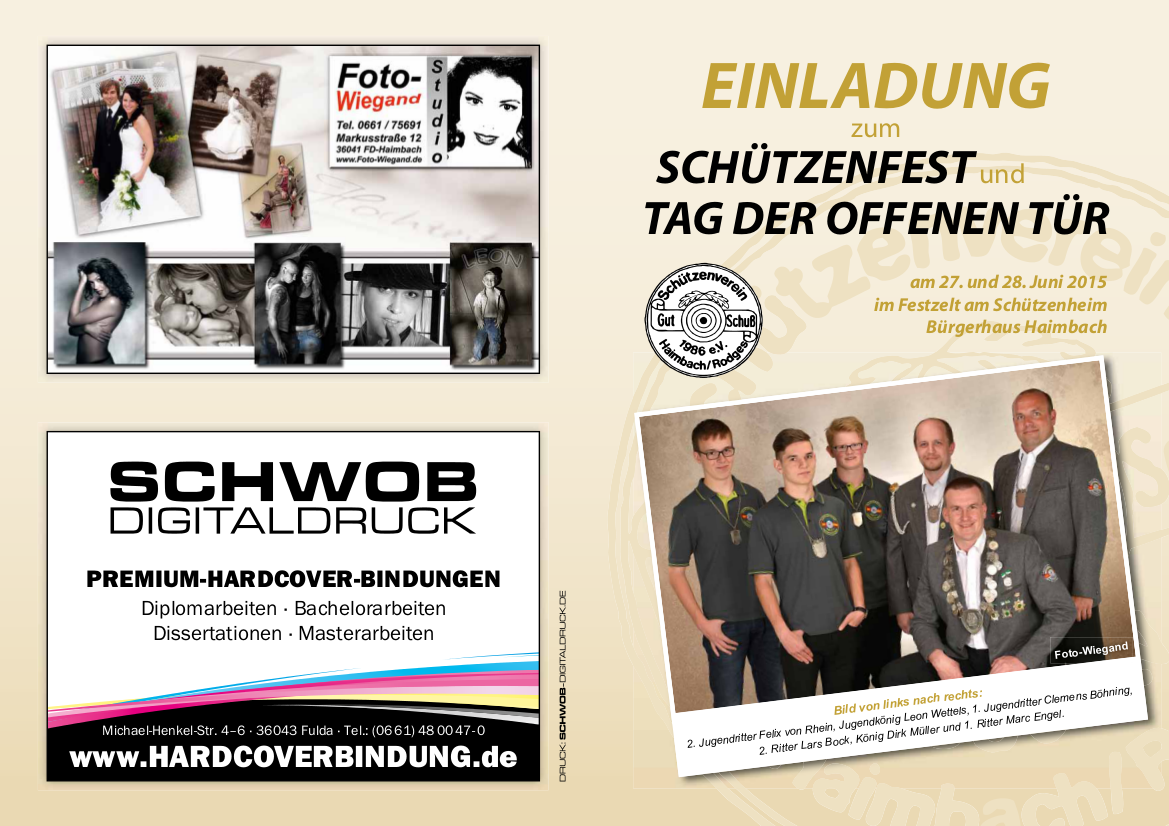 Foto-
Wiegand
Studio
Tel. 0661 / 75691
Markusstraße 12
36041 FD-Haimbach
www.Foto-Wiegand.de
LEON
SCHWOB
DIGITALDRUCK
PREMIUM-HARDCOVER-BINDUNGEN
Diplomarbeiten · Bachelorarbeiten
Dissertationen · Masterarbeiten
Michael-Henkel-Str. 4–6 · 36043 Fulda · Tel.: (06 61) 48 00 47-0
www.HARDCOVERBINDUNG.de
DRUCK: SCHWOB-DIGITALDRUCK.DE
EINLADUNG
zum
SCHÜTZENFEST und
TAG DER OFFENEN TÜR
am 27. und 28. Juni 2015
im Festzelt am Schützenheim
Bürgerhaus Haimbach
Schützenverein
Gut Schuß
1986 e.V.
Haimbach/Rodges
Foto-Wiegand
Bild von links nach rechts:
2. Jugendritter Felix von Rhein, Jugendkönig Leon Wettels, 1. Jugendritter Clemens Böhning,
2. Ritter Lars Bock, König Dirk Müller und 1. Ritter Marc Engel.